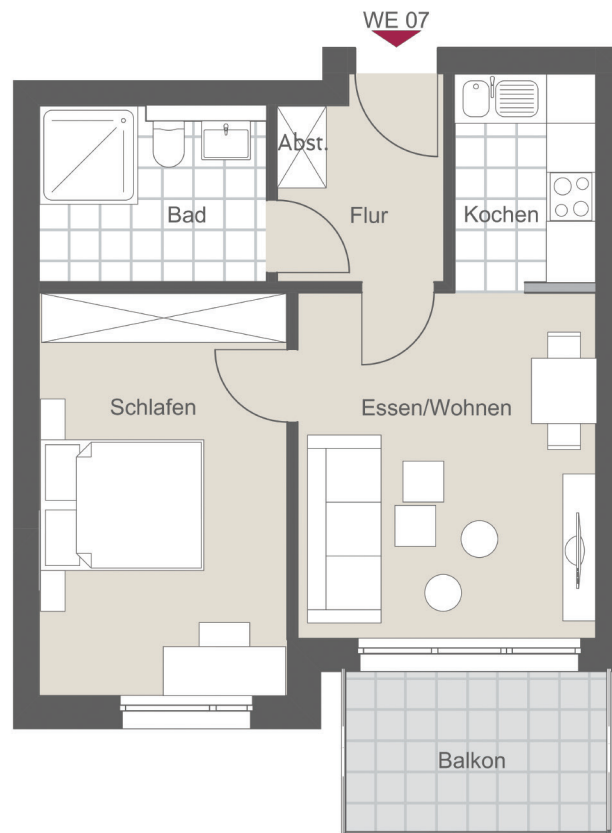 WE 07
Abst.
Bad
Flur
Kochen
Schlafen
Essen/Wohnen
Balkon